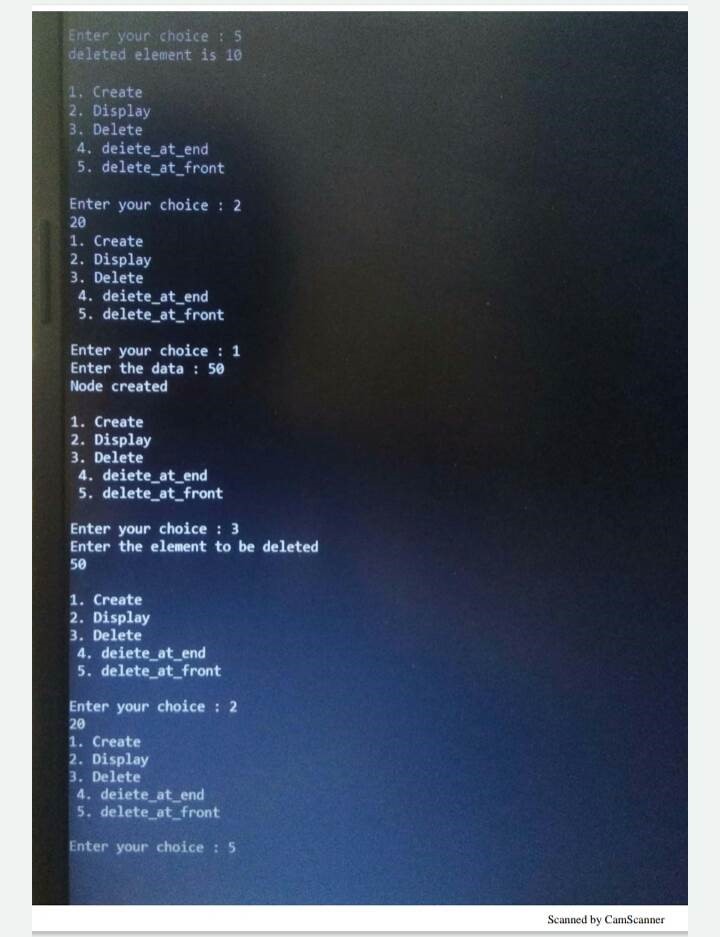 Enter your choice : 5
deleted element is 10
1. Create
2. Display
3. Delete
4. deiete_at_end
5. delete_at_front
Enter your choice : 2
20
1. Create
2. Display
3. Delete
4. deiete_at_end
5. delete_at_front
Enter your choice : 1
Enter the data : 50
Node created
1. Create
2. Display
3. Delete
4. deiete_at_end
5. delete_at_front
Enter your choice : 3
Enter the element to be deleted
50
1. Create
2. Display
3. Delete
4. deiete_at_end
5. delete_at_front
Enter your choice : 2
20
1. Create
2. Display
3. Delete
4. deiete_at_end
5. delete_at_front
Enter your choice : 5
Scanned by CamScanner